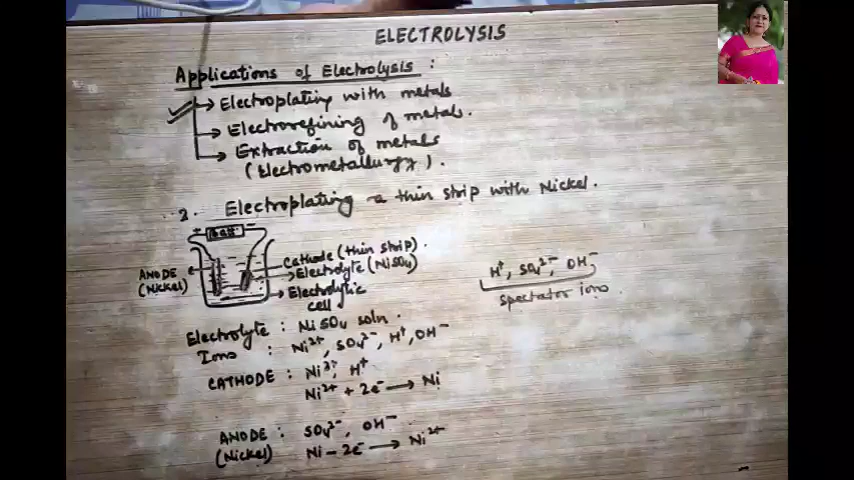 ELECTROLYSIS
Applications of Electrolysis :
→ Electroplating with metals
→ Electrorefining of metals.
→ Extraction of metals
(Electrometallurgy).
2. Electroplating a thin strip with Nickel.
+ Batt −
ANODE
(Nickel)
Cathode (thin strip).
Electrolyte (NiSO4)
Electrolytic
cell.
H+, SO4 2−, OH−
spectator ions
Electrolyte : NiSO4 soln.
Ions : Ni2+, SO4 2−, H+, OH−
CATHODE : Ni2+, H+
Ni2+ + 2e− → Ni
ANODE : SO4 2−, OH−
(Nickel) Ni − 2e− → Ni2+